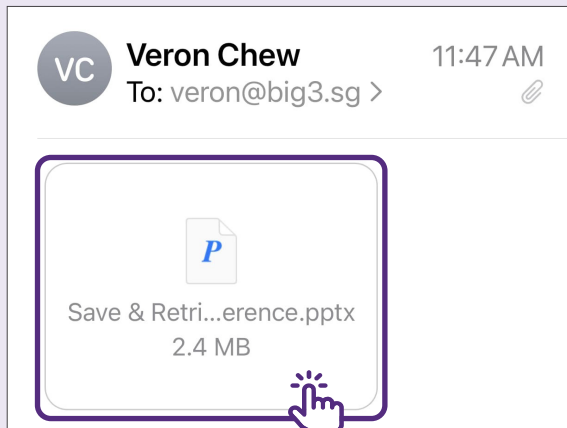 VC
Veron Chew
11:47 AM
To: veron@big3.sg >
P
Save & Retri...erence.pptx
2.4 MB